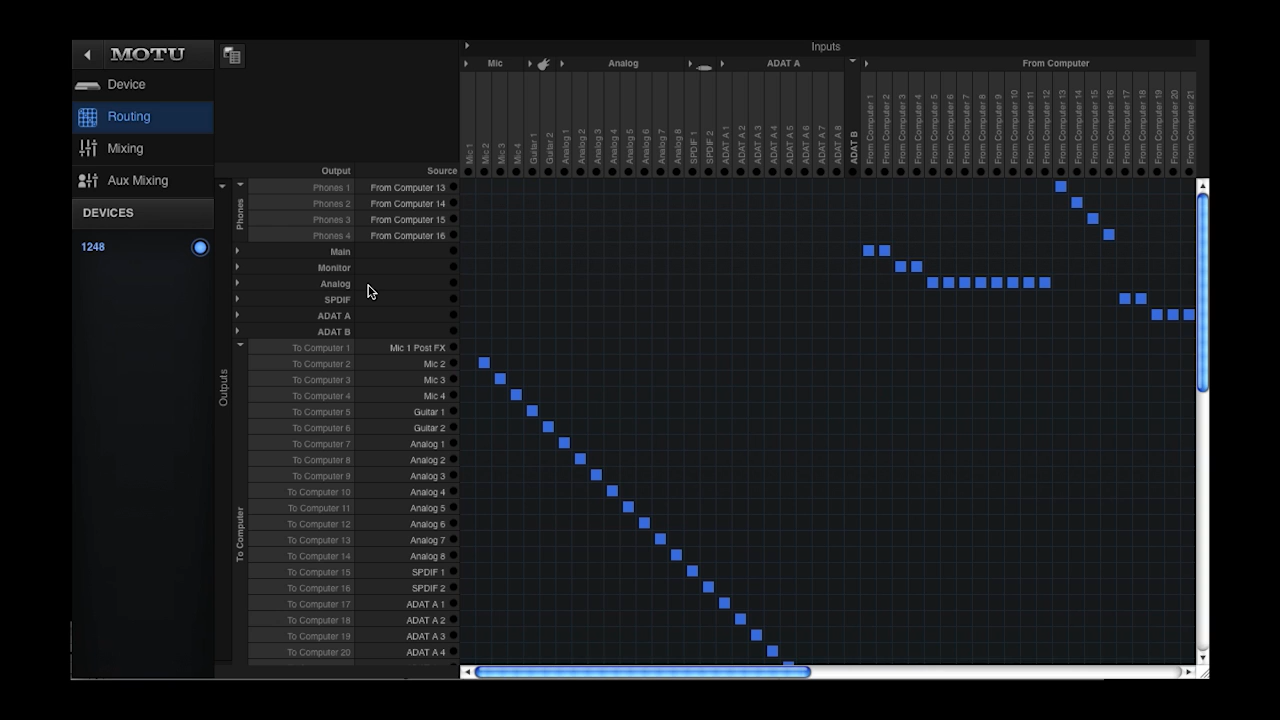 MOTU
Device
Routing
Mixing
Aux Mixing
DEVICES
1248
Inputs
Mic
Analog
ADAT A
From Computer
Mic 1
Mic 2
Mic 3
Mic 4
Guitar 1
Guitar 2
Analog 1
Analog 2
Analog 3
Analog 4
Analog 5
Analog 6
Analog 7
Analog 8
SPDIF 1
SPDIF 2
ADAT A 1
ADAT A 2
ADAT A 3
ADAT A 4
ADAT A 5
ADAT A 6
ADAT A 7
ADAT A 8
ADAT B
From Computer 1
From Computer 2
From Computer 3
From Computer 4
From Computer 5
From Computer 6
From Computer 7
From Computer 8
From Computer 9
From Computer 10
From Computer 11
From Computer 12
From Computer 13
From Computer 14
From Computer 15
From Computer 16
From Computer 17
From Computer 18
From Computer 19
From Computer 20
From Computer 21
Output Source
Outputs
Phones
Phones 1 From Computer 13
Phones 2 From Computer 14
Phones 3 From Computer 15
Phones 4 From Computer 16
Main
Monitor
Analog
SPDIF
ADAT A
ADAT B
To Computer
To Computer 1 Mic 1 Post FX
To Computer 2 Mic 2
To Computer 3 Mic 3
To Computer 4 Mic 4
To Computer 5 Guitar 1
To Computer 6 Guitar 2
To Computer 7 Analog 1
To Computer 8 Analog 2
To Computer 9 Analog 3
To Computer 10 Analog 4
To Computer 11 Analog 5
To Computer 12 Analog 6
To Computer 13 Analog 7
To Computer 14 Analog 8
To Computer 15 SPDIF 1
To Computer 16 SPDIF 2
To Computer 17 ADAT A 1
To Computer 18 ADAT A 2
To Computer 19 ADAT A 3
To Computer 20 ADAT A 4